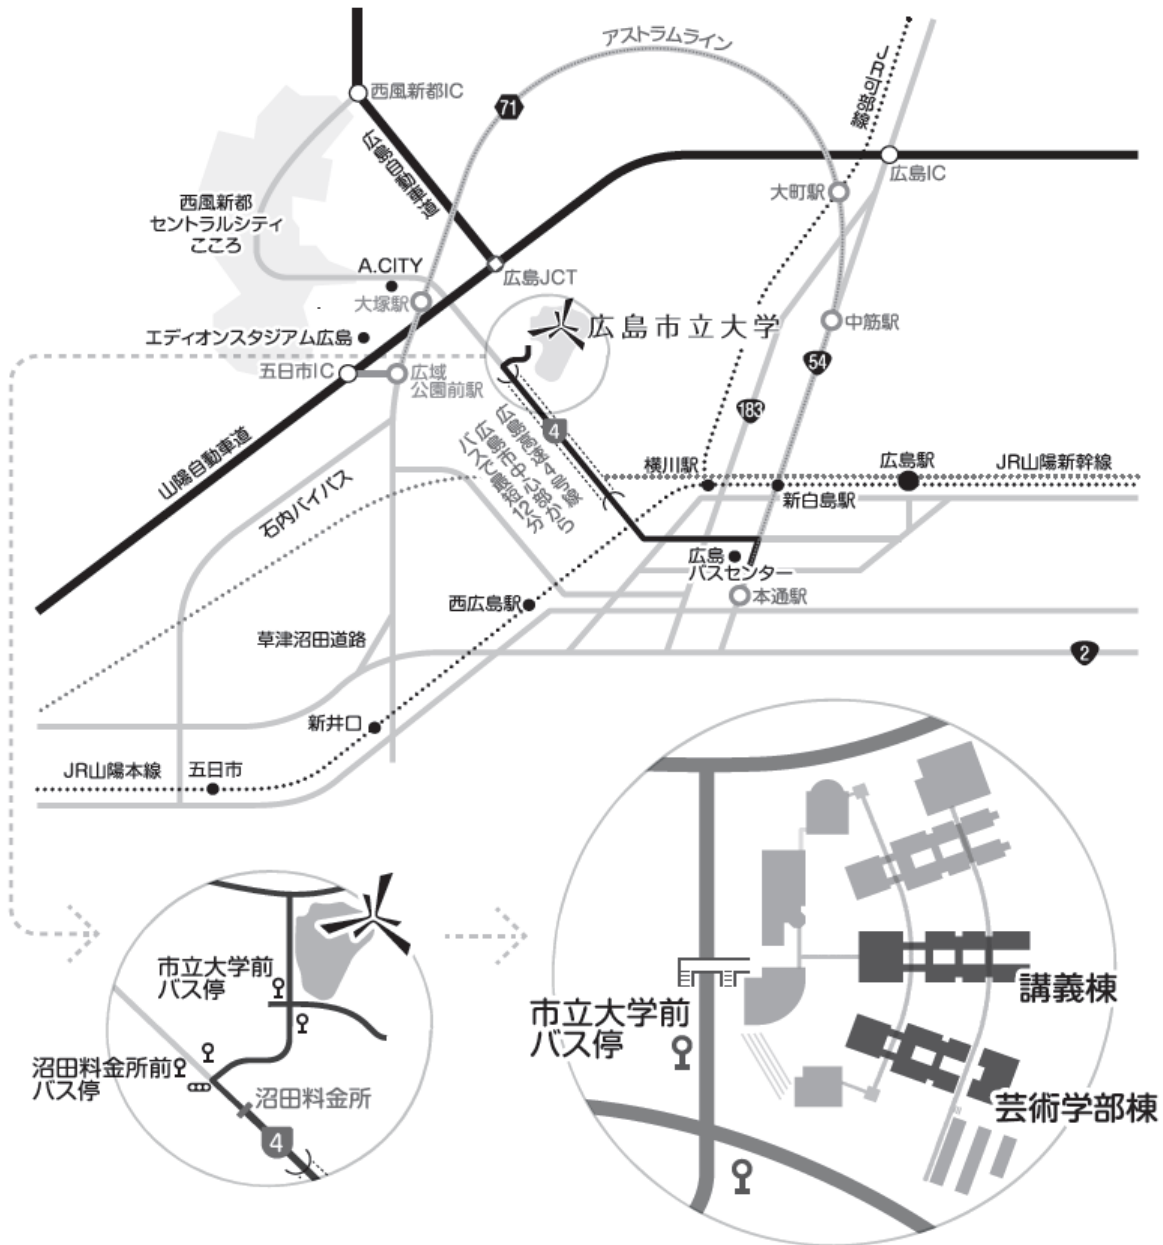 アストラムライン
JR可部線
西風新都IC
71
広島自動車道
広島IC
大町駅
西風新都
セントラルシティ
こころ
A.CITY
広島JCT
大塚駅
広島市立大学
中筋駅
エディオンスタジアム広島
54
五日市IC
広域
公園前駅
183
4
広島高速4号線
広島市中心部から
バスで最短12分
山陽自動車道
横川駅
広島駅
JR山陽新幹線
石内バイパス
新白島駅
広島
バスセンター
本通駅
西広島駅
草津沼田道路
2
新井口
JR山陽本線
五日市
市立大学前
バス停
沼田料金所前
バス停
沼田料金所
4
市立大学前
バス停
講義棟
芸術学部棟